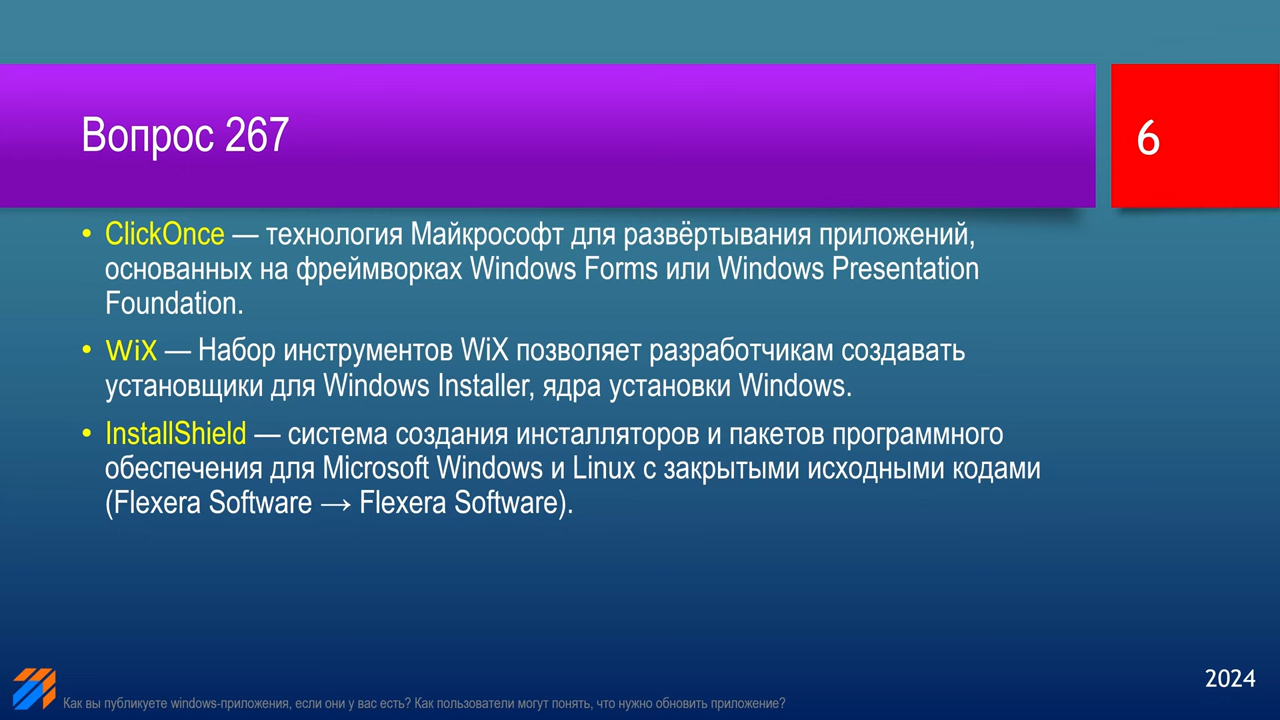 Вопрос 267
6
• ClickOnce — технология Майкрософт для развёртывания приложений,
основанных на фреймворках Windows Forms или Windows Presentation
Foundation.
• WiX — Набор инструментов WiX позволяет разработчикам создавать
установщики для Windows Installer, ядра установки Windows.
• InstallShield — система создания инсталляторов и пакетов программного
обеспечения для Microsoft Windows и Linux с закрытыми исходными кодами
(Flexera Software → Flexera Software).
2024
Как вы публикуете windows-приложения, если они у вас есть? Как пользователи могут понять, что нужно обновить приложение?